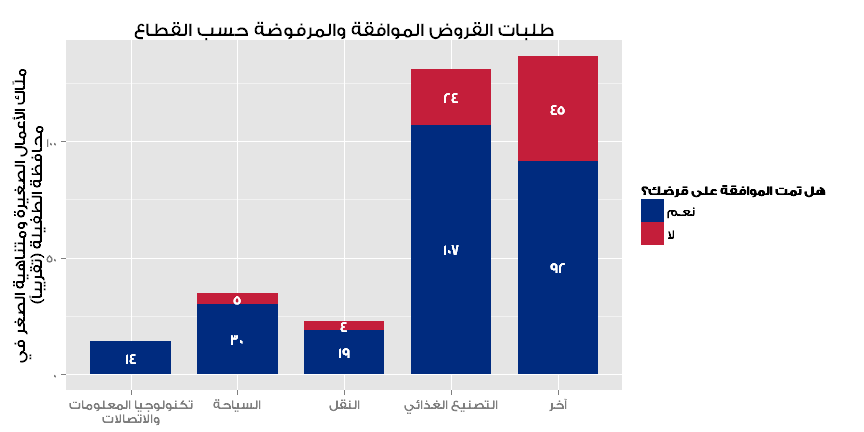 طلبات القروض الموافقة والمرفوضة حسب القطاع
ملّاك الأعمال الصغيرة ومتناهية الصغر في
محافظة الطفيلة (تقريباً)
١٠٠
٥٠
٠
١٤
٥
٣٠
٤
١٩
٢٤
١٠٧
٤٥
٩٢
تكنولوجيا المعلومات
والاتصالات
السياحة
النقل
التصنيع الغذائي
آخر
هل تمت الموافقة على قرضك؟
نعم
لا